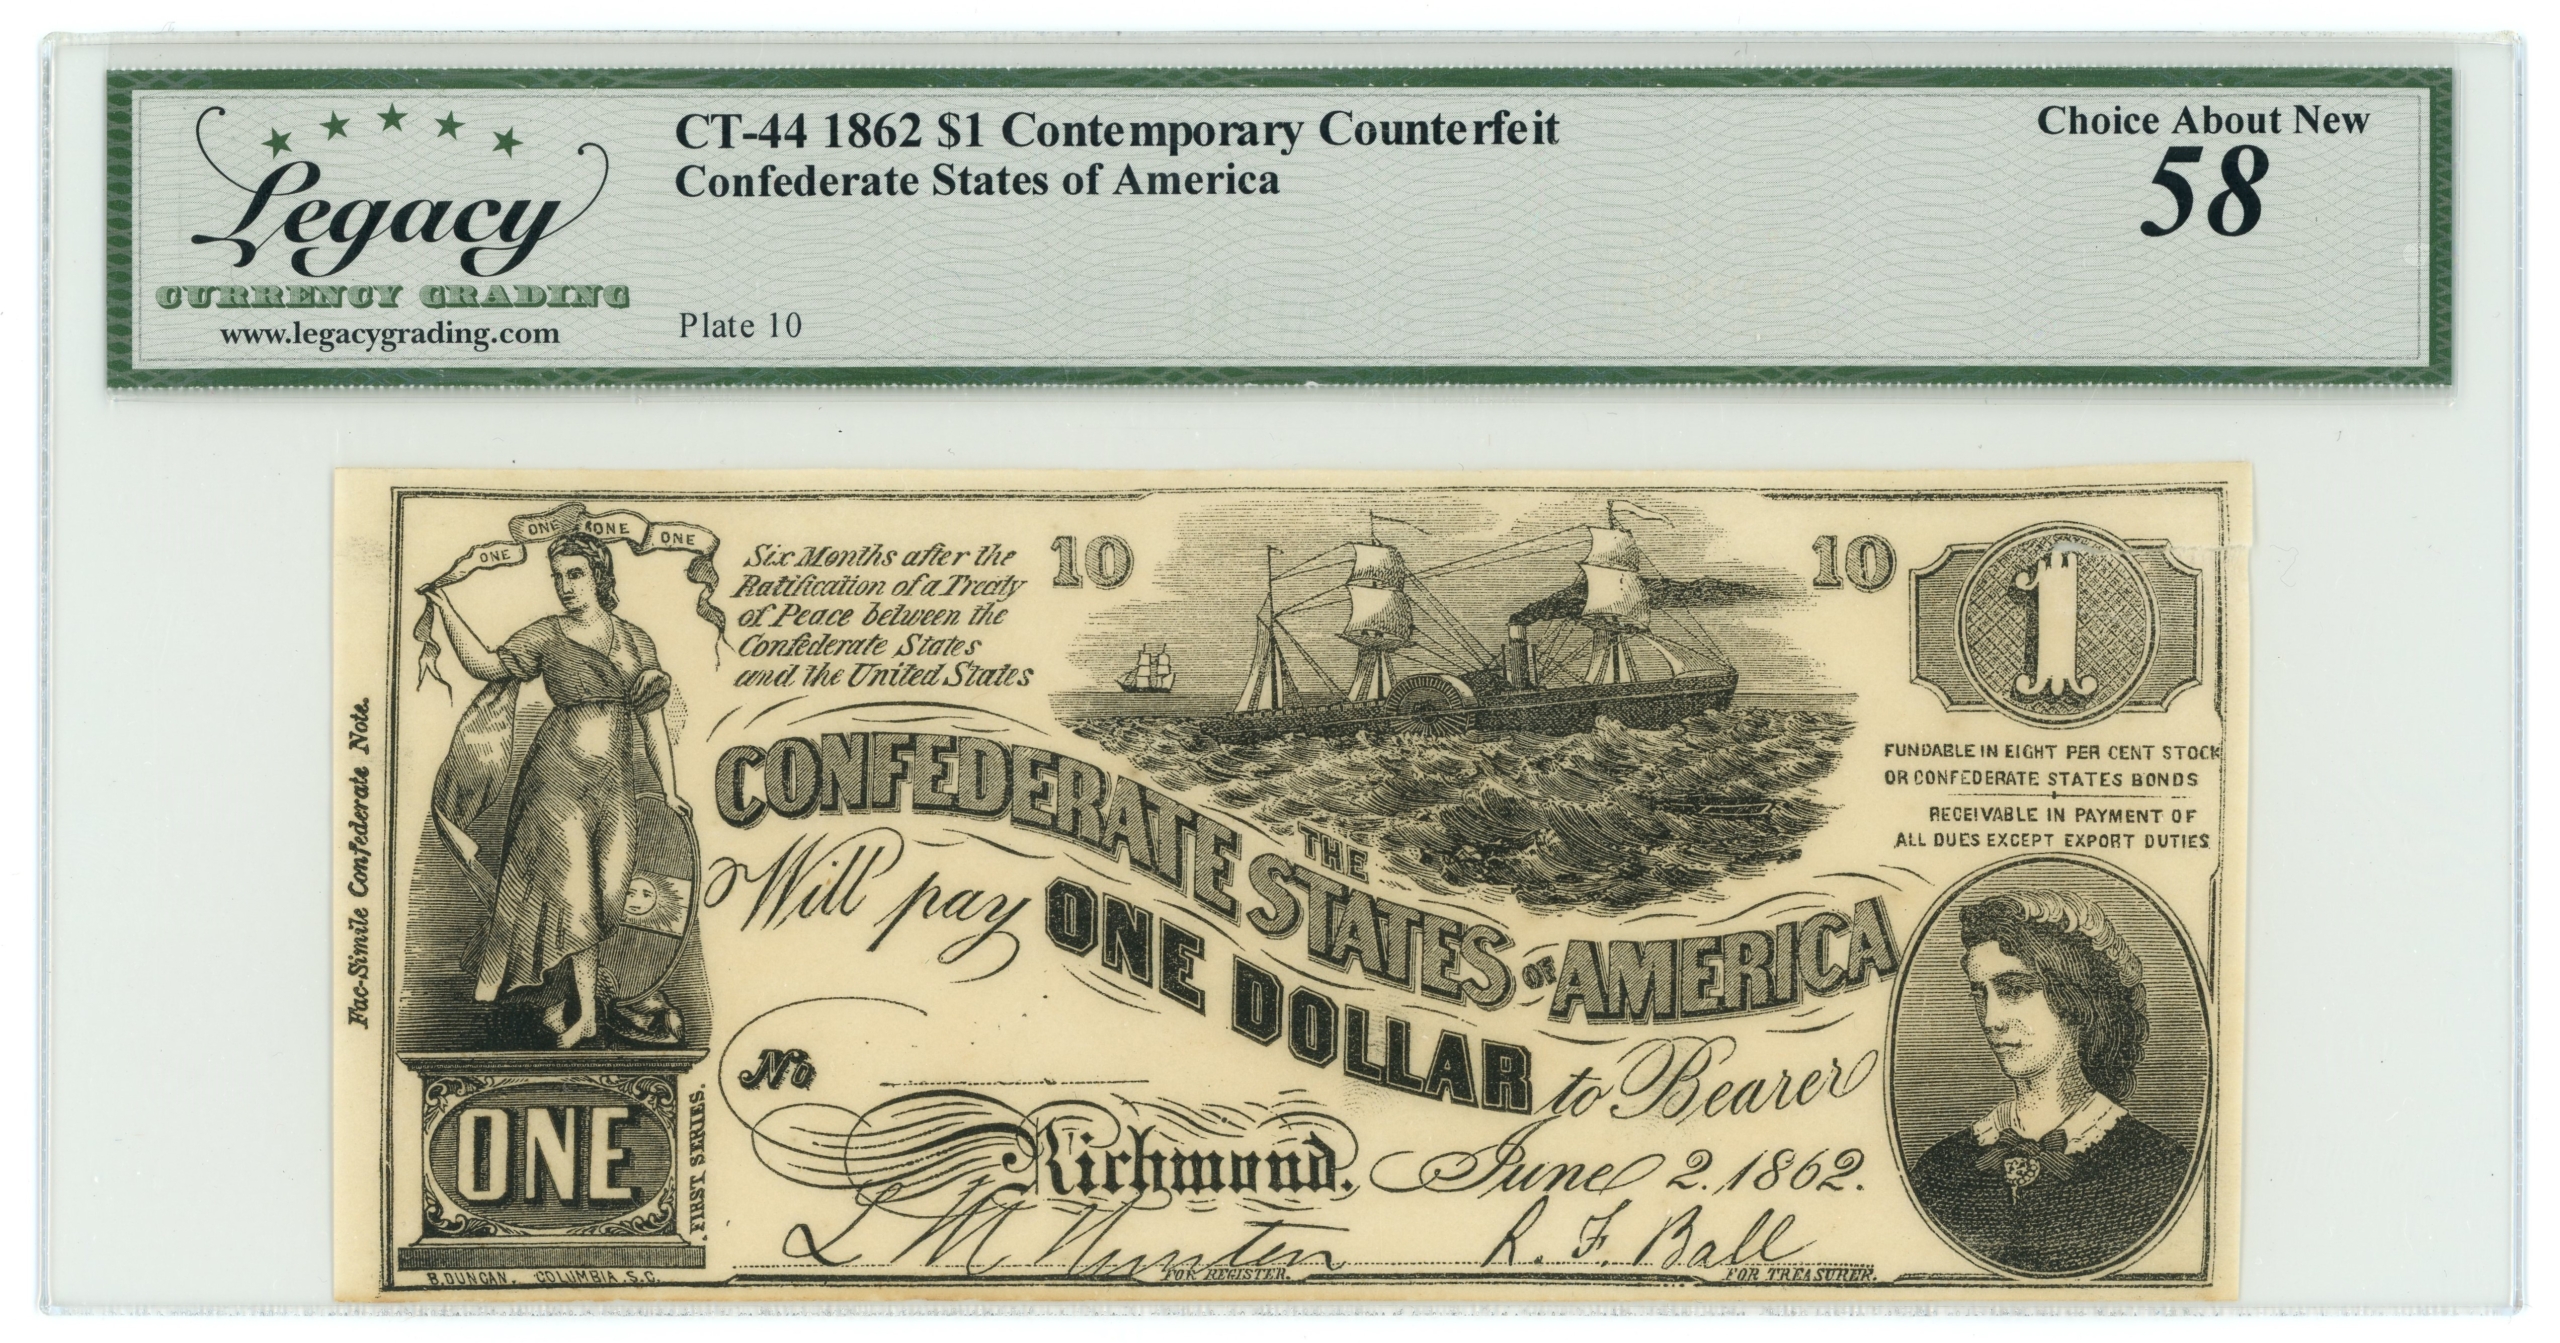 Legacy
CURRENCY GRADING
www.legacygrading.com
CT-44 1862 $1 Contemporary Counterfeit
Confederate States of America
Plate 10
Choice About New
58
Fac-Simile Confederate Note.
ONE ONE ONE ONE
Six Months after the
Ratification of a Treaty
of Peace between the
Confederate States
and the United States
10
10
1
FUNDABLE IN EIGHT PER CENT STOCK
OR CONFEDERATE STATES BONDS
RECEIVABLE IN PAYMENT OF
ALL DUES EXCEPT EXPORT DUTIES
THE
CONFEDERATE STATES OF AMERICA
Will pay ONE DOLLAR to Bearer
No
Richmond. June 2. 1862.
ONE
FIRST SERIES.
R. F. Ball
FOR REGISTER.
FOR TREASURER.
B. DUNCAN. COLUMBIA, S.C.